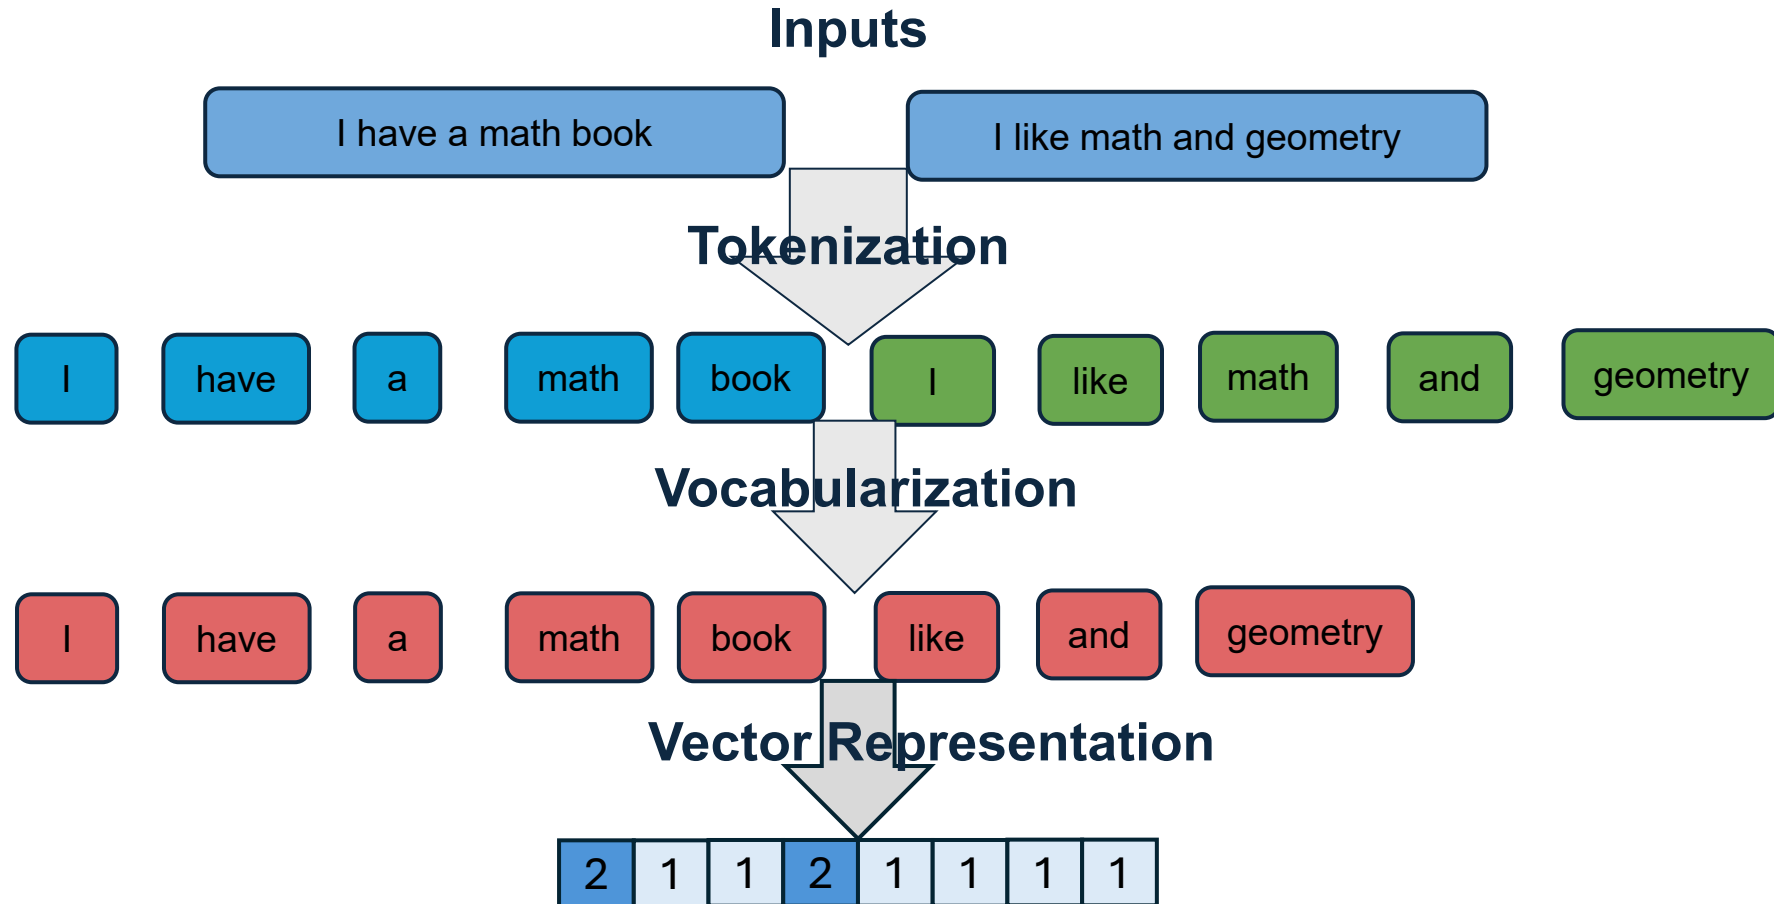 Inputs
I have a math book
I like math and geometry
Tokenization
I have a math book I like math and geometry
Vocabularization
I have a math book like and geometry
Vector Representation
2 1 1 2 1 1 1 1